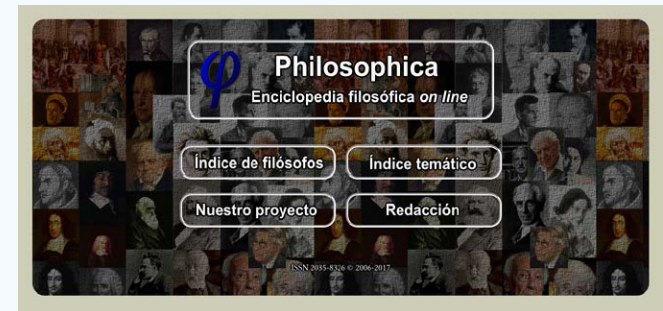 φ Philosophica
Enciclopedia filosófica on line
Índice de filósofos
Índice temático
Nuestro proyecto
Redacción
ISSN 2035-8326 © 2006-2017